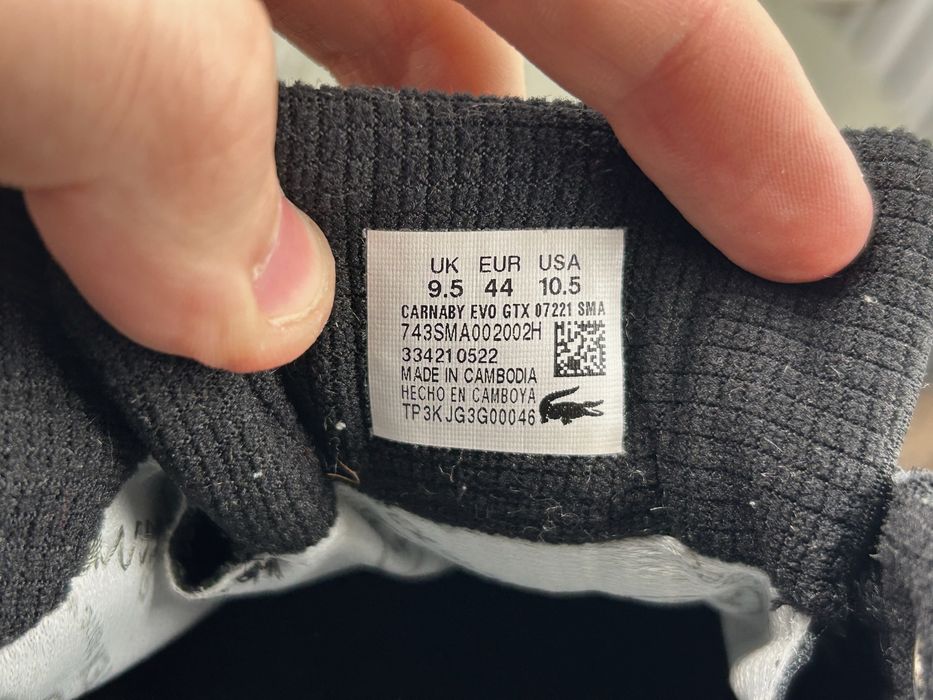 UK EUR USA
9.5 44 10.5
CARNABY EVO GTX 07221 SMA
743SMA002002H
334210522
MADE IN CAMBODIA
HECHO EN CAMBOYA
TP3KJG3G00046